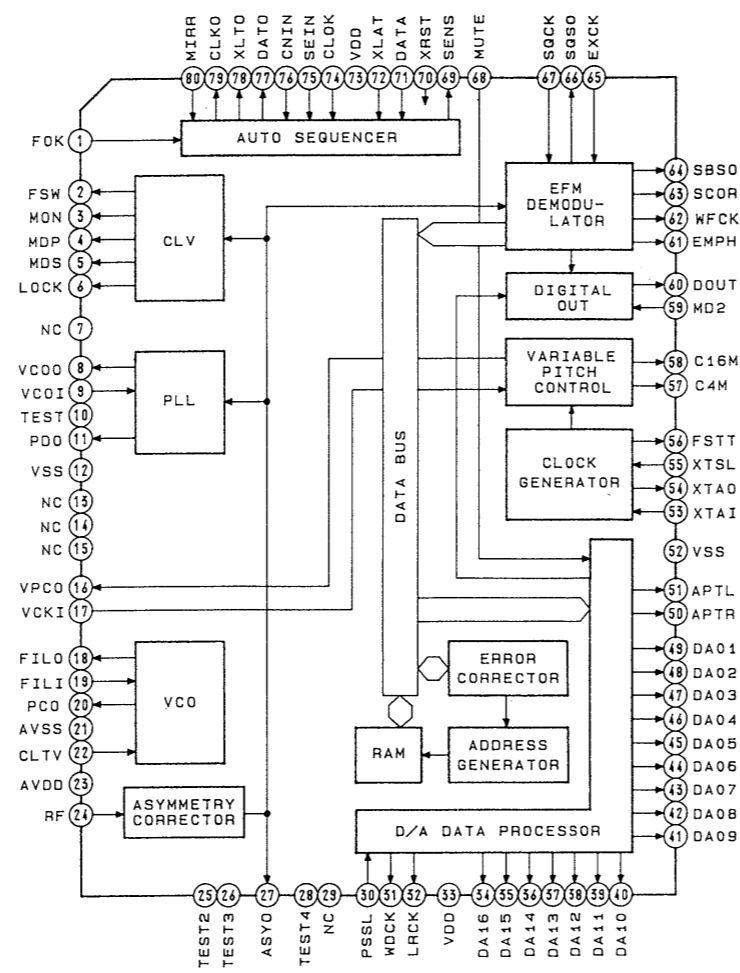 MIRR
CLKO
XLTO
DATO
CNIN
SEIN
CLOK
VDD
XLAT
DATA
XRST
SENS
MUTE
SQCK
SQSO
EXCK
80
79
78
77
76
75
74
73
72
71
70
69
68
67
66
65
FOK 1
AUTO SEQUENCER
FSW 2
MON 3
MDP 4
MDS 5
LOCK 6
CLV
EFM
DEMODU-
LATOR
64 SBSO
63 SCOR
62 WFCK
61 EMPH
DIGITAL
OUT
60 DOUT
59 MD2
NC 7
VCOO 8
VCOI 9
TEST 10
PDO 11
PLL
VARIABLE
PITCH
CONTROL
58 C16M
57 C4M
VSS 12
NC 13
NC 14
NC 15
DATA BUS
CLOCK
GENERATOR
56 FSTT
55 XTSL
54 XTAO
53 XTAI
52 VSS
VPCO 16
VCKI 17
51 APTL
50 APTR
FILO 18
FILI 19
PCO 20
AVSS 21
CLTV 22
AVDD 23
RF 24
VCO
ERROR
CORRECTOR
RAM
ADDRESS
GENERATOR
ASYMMETRY
CORRECTOR
D/A DATA PROCESSOR
49 DA01
48 DA02
47 DA03
46 DA04
45 DA05
44 DA06
43 DA07
42 DA08
41 DA09
25
26
27
28
29
30
31
32
33
34
35
36
37
38
39
40
TEST2
TEST3
ASYO
TEST4
NC
PSSL
WDCK
LRCK
VDD
DA16
DA15
DA14
DA13
DA12
DA11
DA10